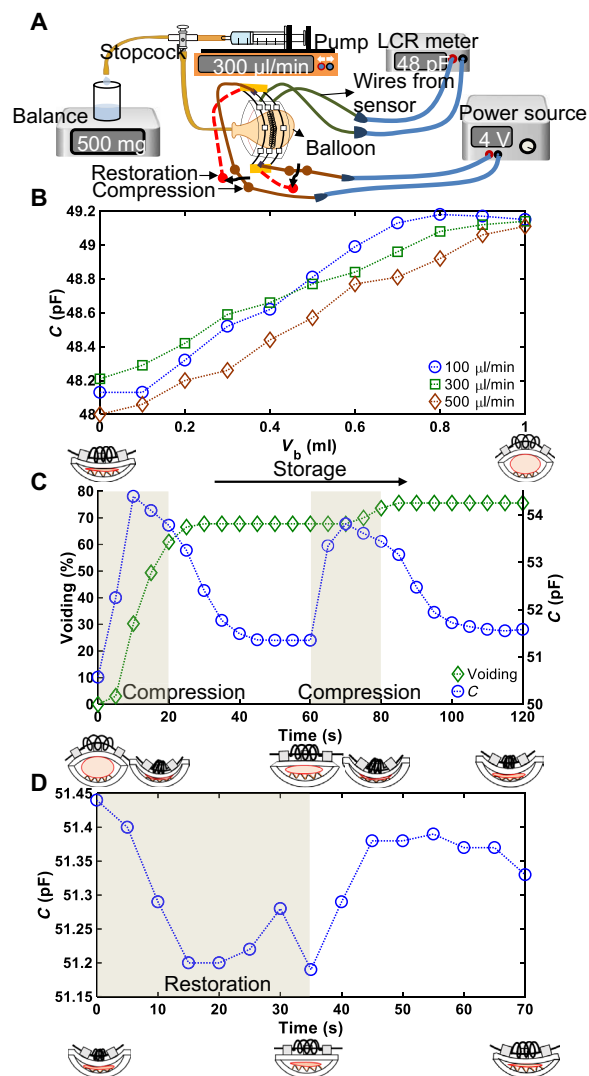 A
Stopcock
Pump
LCR meter
300 µl/min
48 pF
Wires from
sensor
Power source
Balance
500 mg
4 V
Balloon
Restoration
Compression
B
49.2
49
48.8
48.6
48.4
48.2
48
C (pF)
100 µl/min
300 µl/min
500 µl/min
0 0.2 0.4 0.6 0.8 1
Vb (ml)
Storage
C
80
70
60
50
40
30
20
10
0
Voiding (%)
54
53
52
51
50
C (pF)
Compression
Compression
Voiding
C
0 20 40 60 80 100 120
Time (s)
D
51.45
51.4
51.35
51.3
51.25
51.2
51.15
C (pF)
Restoration
0 10 20 30 40 50 60 70
Time (s)